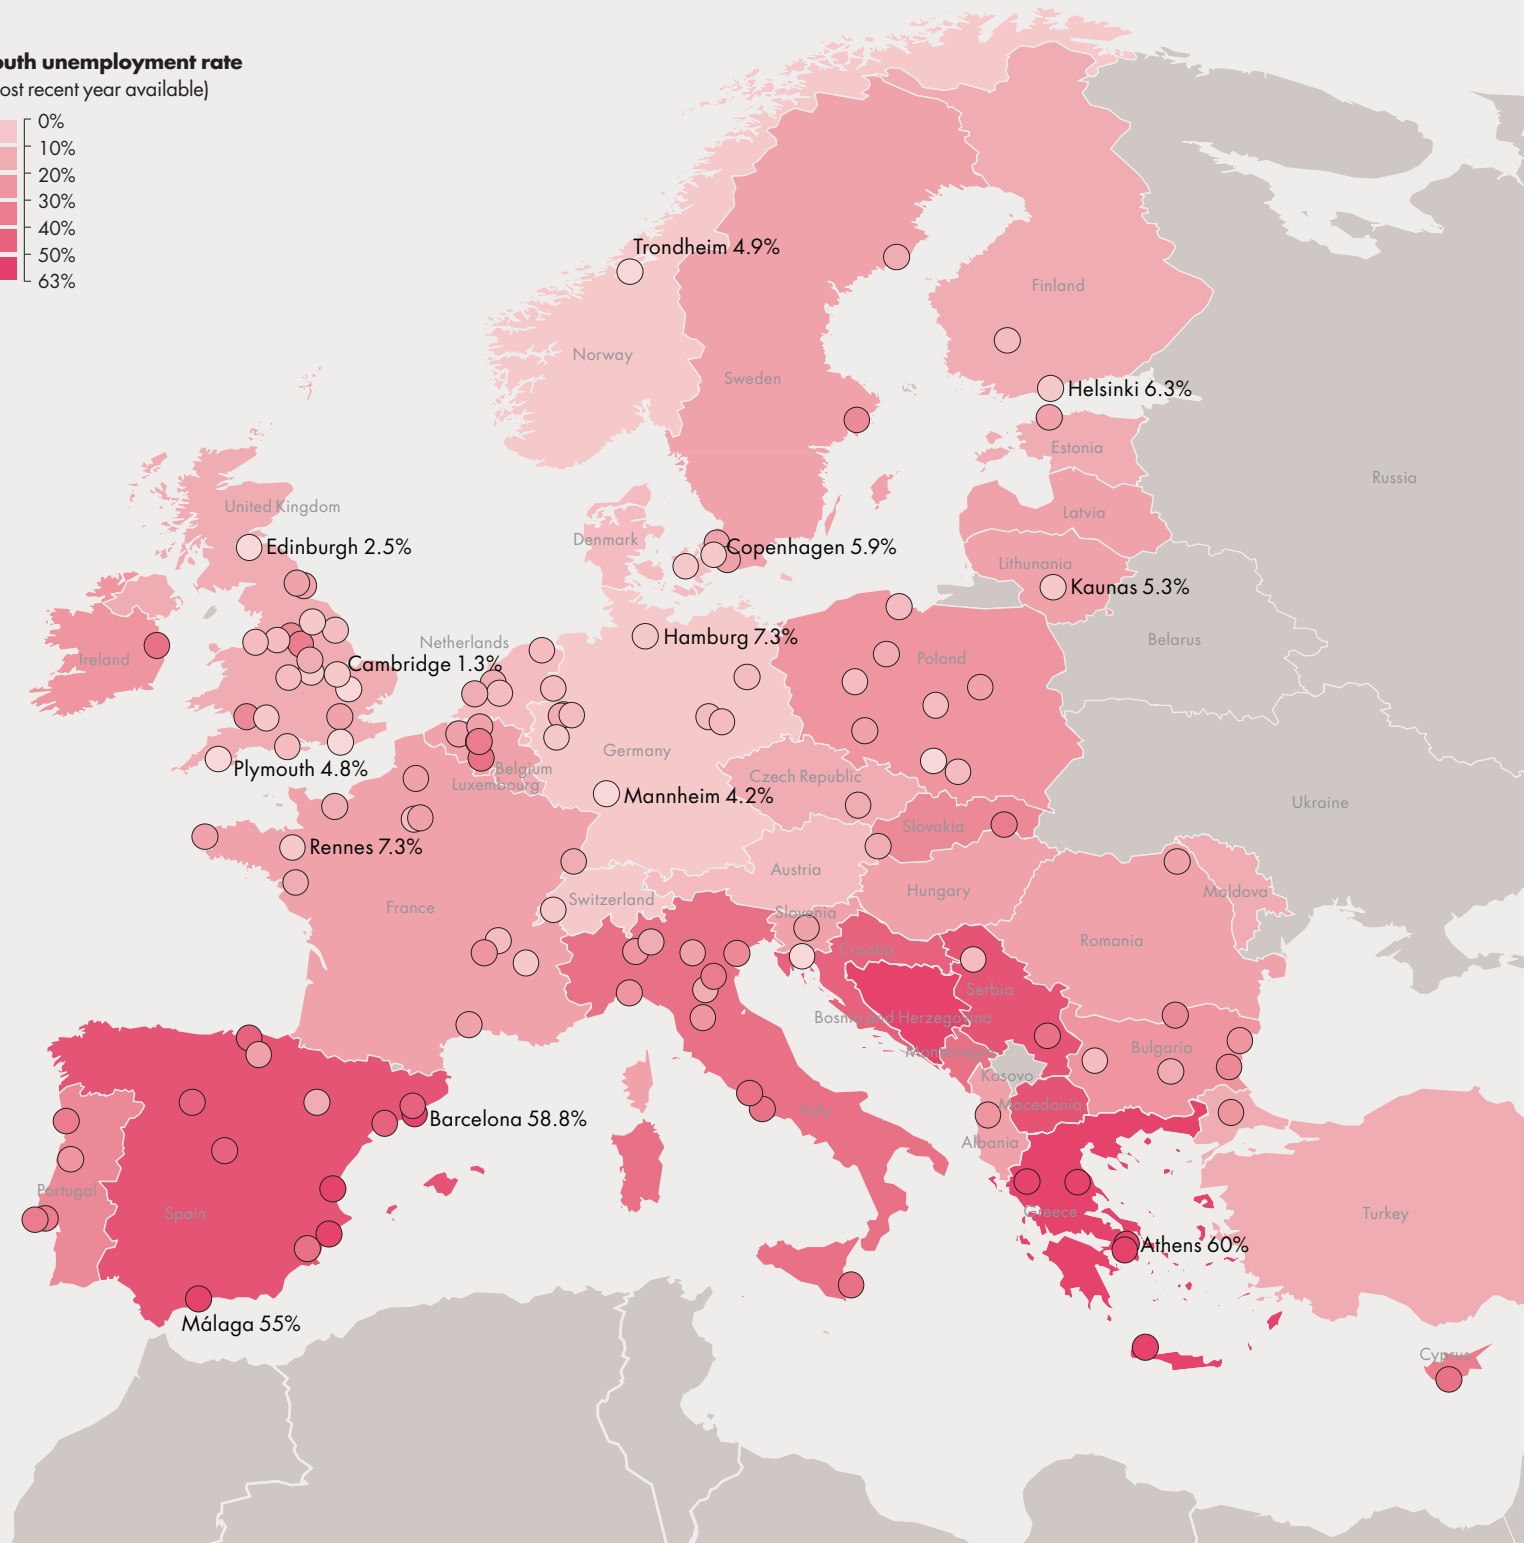 outh unemployment rate
ost recent year available)
0%
10%
20%
30%
40%
50%
63%
Trondheim 4.9%
Finland
Norway
Sweden
Helsinki 6.3%
Estonia
Russia
United Kingdom
Latvia
Denmark
Edinburgh 2.5%
Copenhagen 5.9%
Lithunania
Kaunas 5.3%
Hamburg 7.3%
Netherlands
Belarus
Ireland
Cambridge 1.3%
Poland
Germany
Plymouth 4.8%
Belgium
Czech Republic
Luxembourg
Mannheim 4.2%
Ukraine
Slovakia
Rennes 7.3%
Austria
Hungary
Moldova
Switzerland
France
Slovenia
Romania
Croatia
Serbia
Bosnia and Herzegovina
Bulgaria
Montenegro
Kosovo
Macedonia
Italy
Barcelona 58.8%
Albania
Portugal
Spain
Greece
Turkey
Athens 60%
Málaga 55%
Cyprus